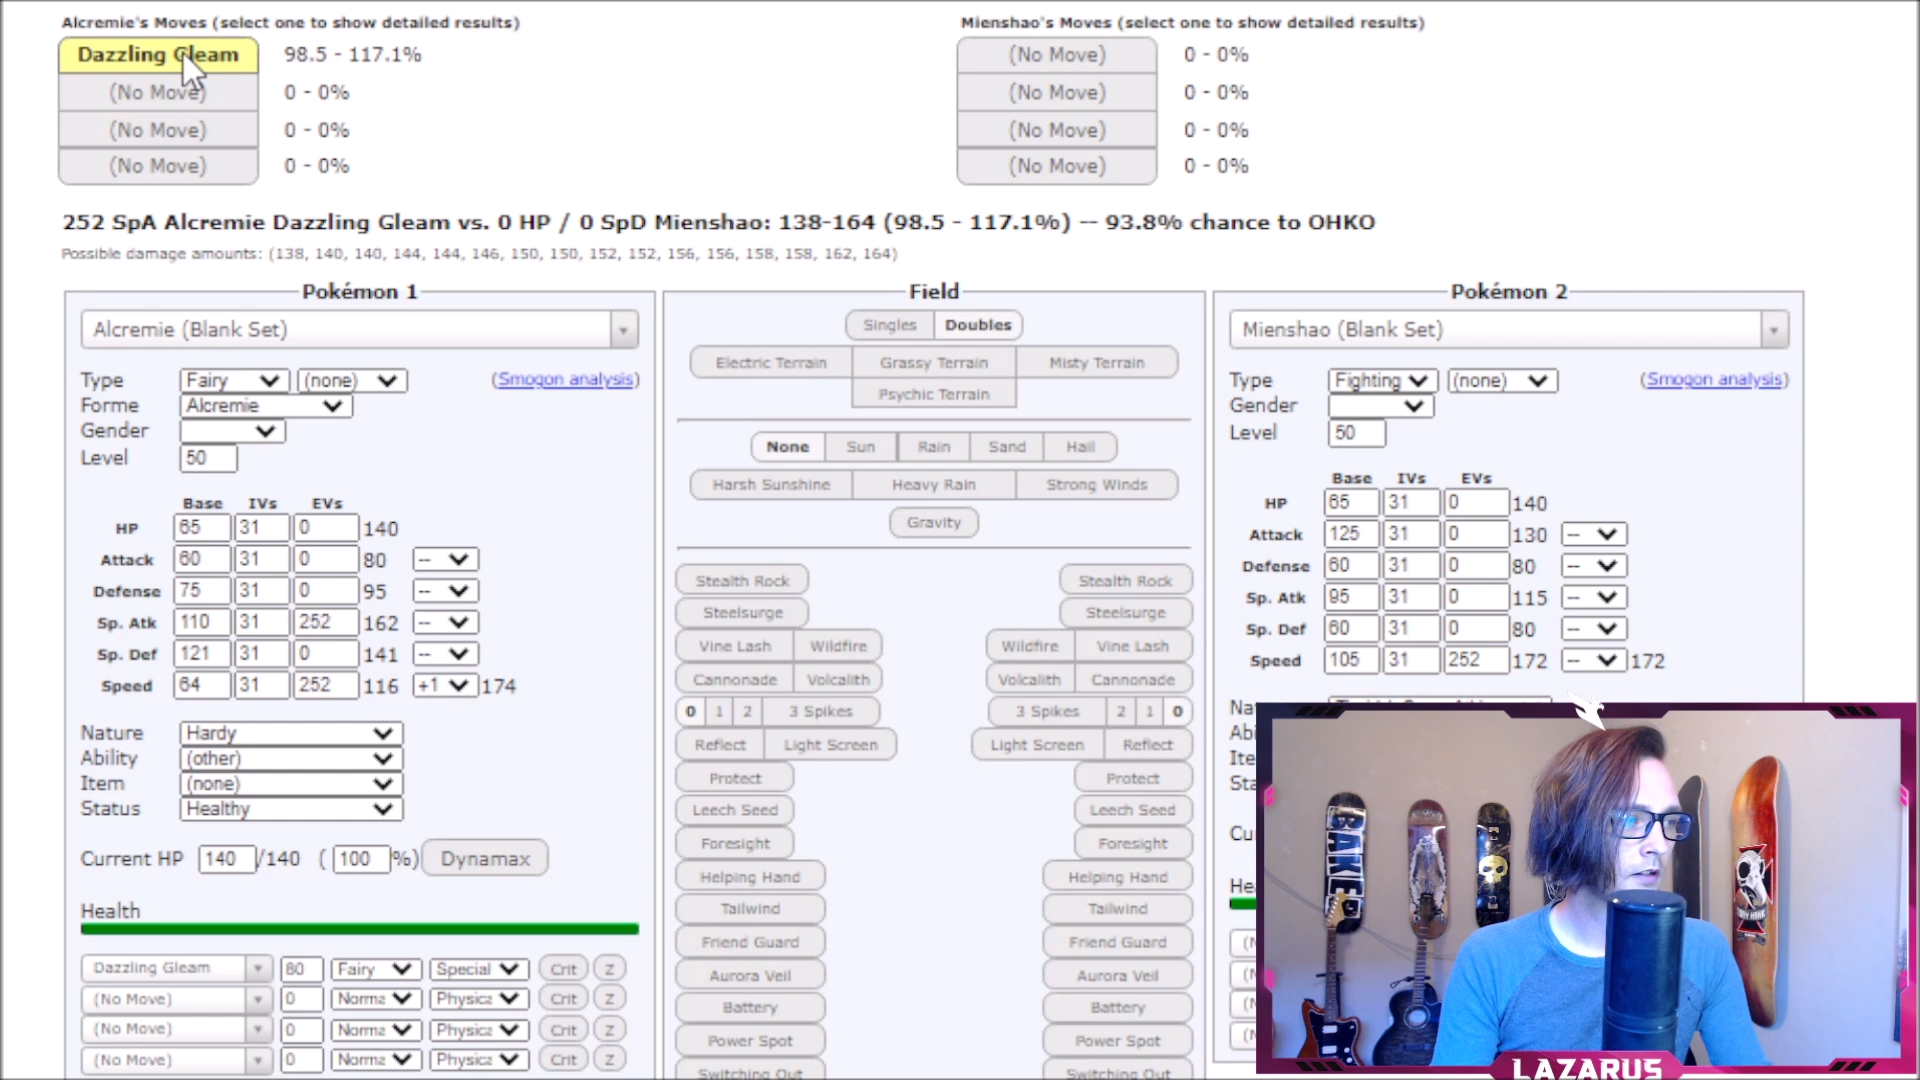 Alcremie's Moves (select one to show detailed results)
Dazzling Gleam 98.5 - 117.1%
(No Move) 0 - 0%
(No Move) 0 - 0%
(No Move) 0 - 0%
Mienshao's Moves (select one to show detailed results)
(No Move) 0 - 0%
(No Move) 0 - 0%
(No Move) 0 - 0%
(No Move) 0 - 0%
252 SpA Alcremie Dazzling Gleam vs. 0 HP / 0 SpD Mienshao: 138-164 (98.5 - 117.1%) -- 93.8% chance to OHKO
Possible damage amounts: (138, 140, 140, 144, 144, 146, 150, 150, 152, 152, 156, 156, 158, 158, 162, 164)
Pokémon 1
Alcremie (Blank Set)
Type Fairy (none) (Smogon analysis)
Forme Alcremie
Gender
Level 50
Base IVs EVs
HP 65 31 0 140
Attack 60 31 0 80 --
Defense 75 31 0 95 --
Sp. Atk 110 31 252 162 --
Sp. Def 121 31 0 141 --
Speed 64 31 252 116 +1 174
Nature Hardy
Ability (other)
Item (none)
Status Healthy
Current HP 140 /140 ( 100 %) Dynamax
Health
Dazzling Gleam 80 Fairy Special Crit Z
(No Move) 0 Norma Physica Crit Z
(No Move) 0 Norma Physica Crit Z
(No Move) 0 Norma Physica Crit Z
Field
Singles Doubles
Electric Terrain Grassy Terrain Misty Terrain
Psychic Terrain
None Sun Rain Sand Hail
Harsh Sunshine Heavy Rain Strong Winds
Gravity
Stealth Rock Stealth Rock
Steelsurge Steelsurge
Vine Lash Wildfire Wildfire Vine Lash
Cannonade Volcalith Volcalith Cannonade
0 1 2 3 Spikes 3 Spikes 2 1 0
Reflect Light Screen Light Screen Reflect
Protect Protect
Leech Seed Leech Seed
Foresight Foresight
Helping Hand Helping Hand
Tailwind Tailwind
Friend Guard Friend Guard
Aurora Veil Aurora Veil
Battery Battery
Power Spot Power Spot
Switching Out Switching Out
Pokémon 2
Mienshao (Blank Set)
Type Fighting (none) (Smogon analysis)
Gender
Level 50
Base IVs EVs
HP 65 31 0 140
Attack 125 31 0 130 --
Defense 60 31 0 80 --
Sp. Atk 95 31 0 115 --
Sp. Def 60 31 0 80 --
Speed 105 31 252 172 -- 172
LAZARUS